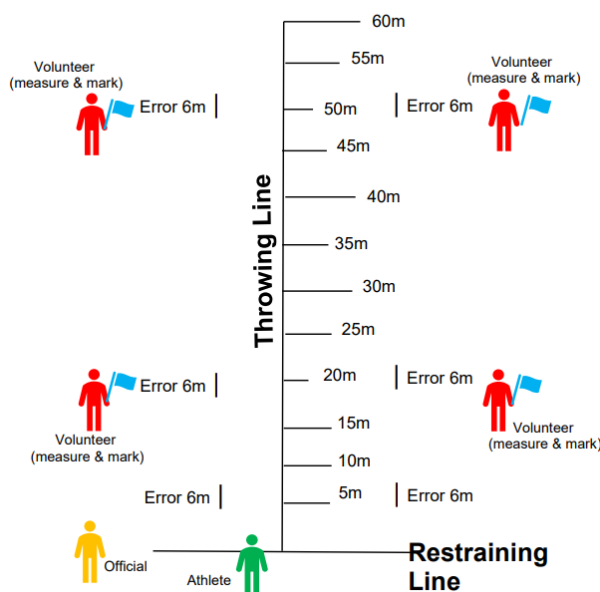 60m
55m
Volunteer
(measure & mark)
Volunteer
(measure & mark)
Error 6m
50m
Error 6m
45m
40m
Throwing Line
35m
30m
25m
Error 6m
20m
Error 6m
15m
Volunteer
(measure & mark)
Volunteer
(measure & mark)
10m
Error 6m
5m
Error 6m
Official
Athlete
Restraining
Line